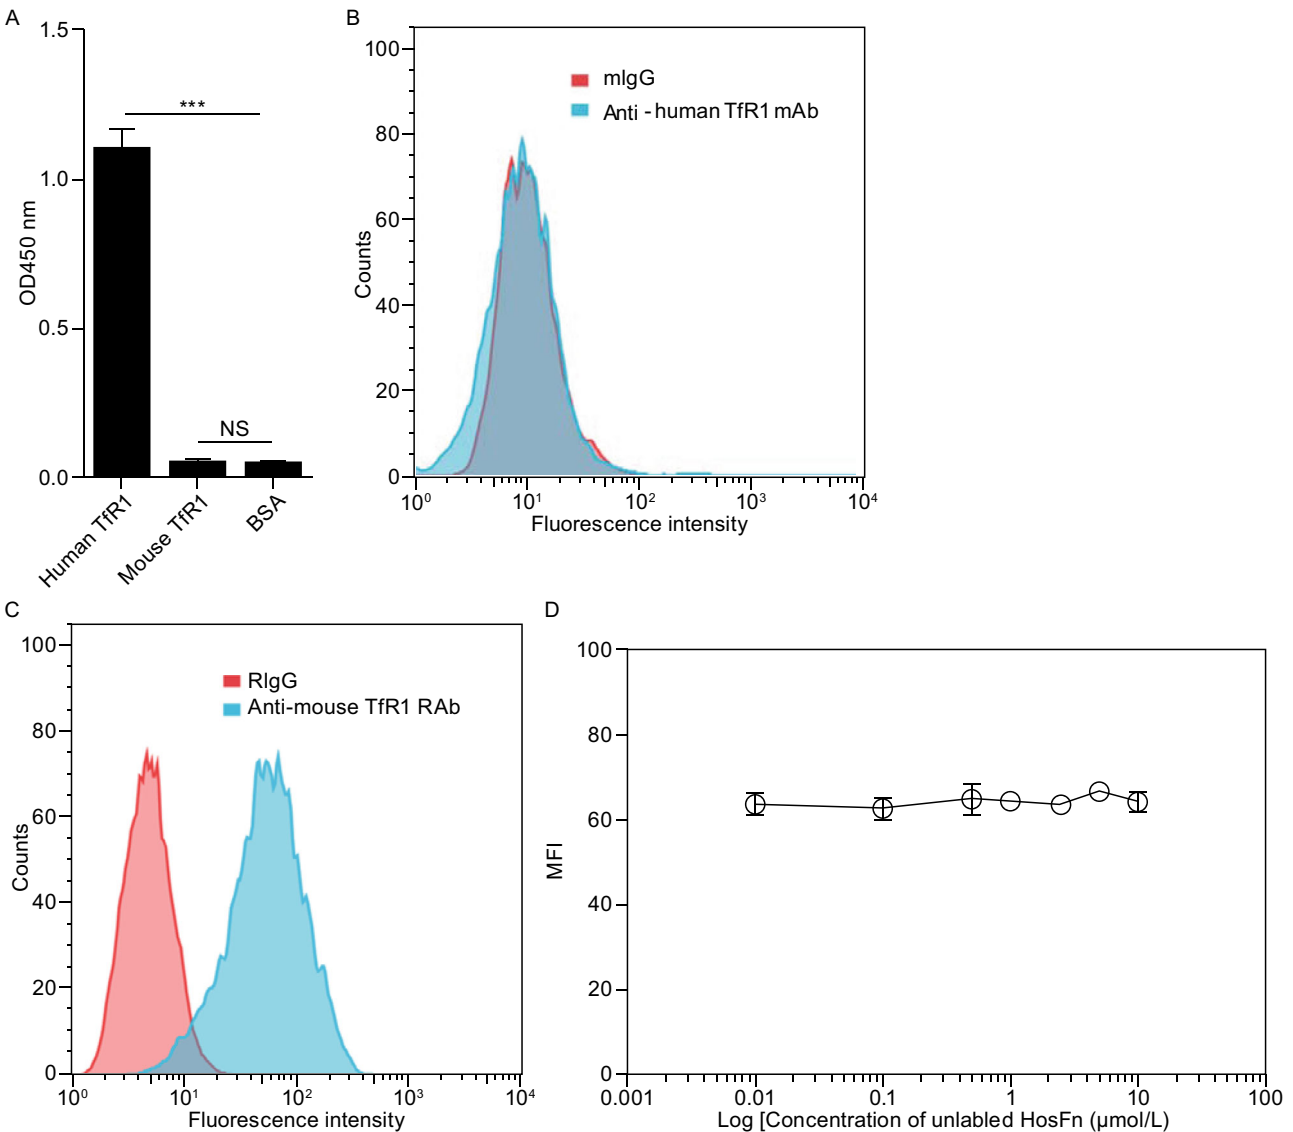 A
1.5
1.0
0.5
0.0
OD450 nm
***
NS
Human TfR1
Mouse TfR1
BSA
B
100
80
60
40
20
0
Counts
mIgG
Anti - human TfR1 mAb
10⁰ 10¹ 10² 10³ 10⁴
Fluorescence intensity
C
100
80
60
40
20
0
Counts
RIgG
Anti-mouse TfR1 RAb
10⁰ 10¹ 10² 10³ 10⁴
Fluorescence intensity
D
100
80
60
40
20
0
MFI
0.001 0.01 0.1 1 10 100
Log [Concentration of unlabled HosFn (μmol/L)